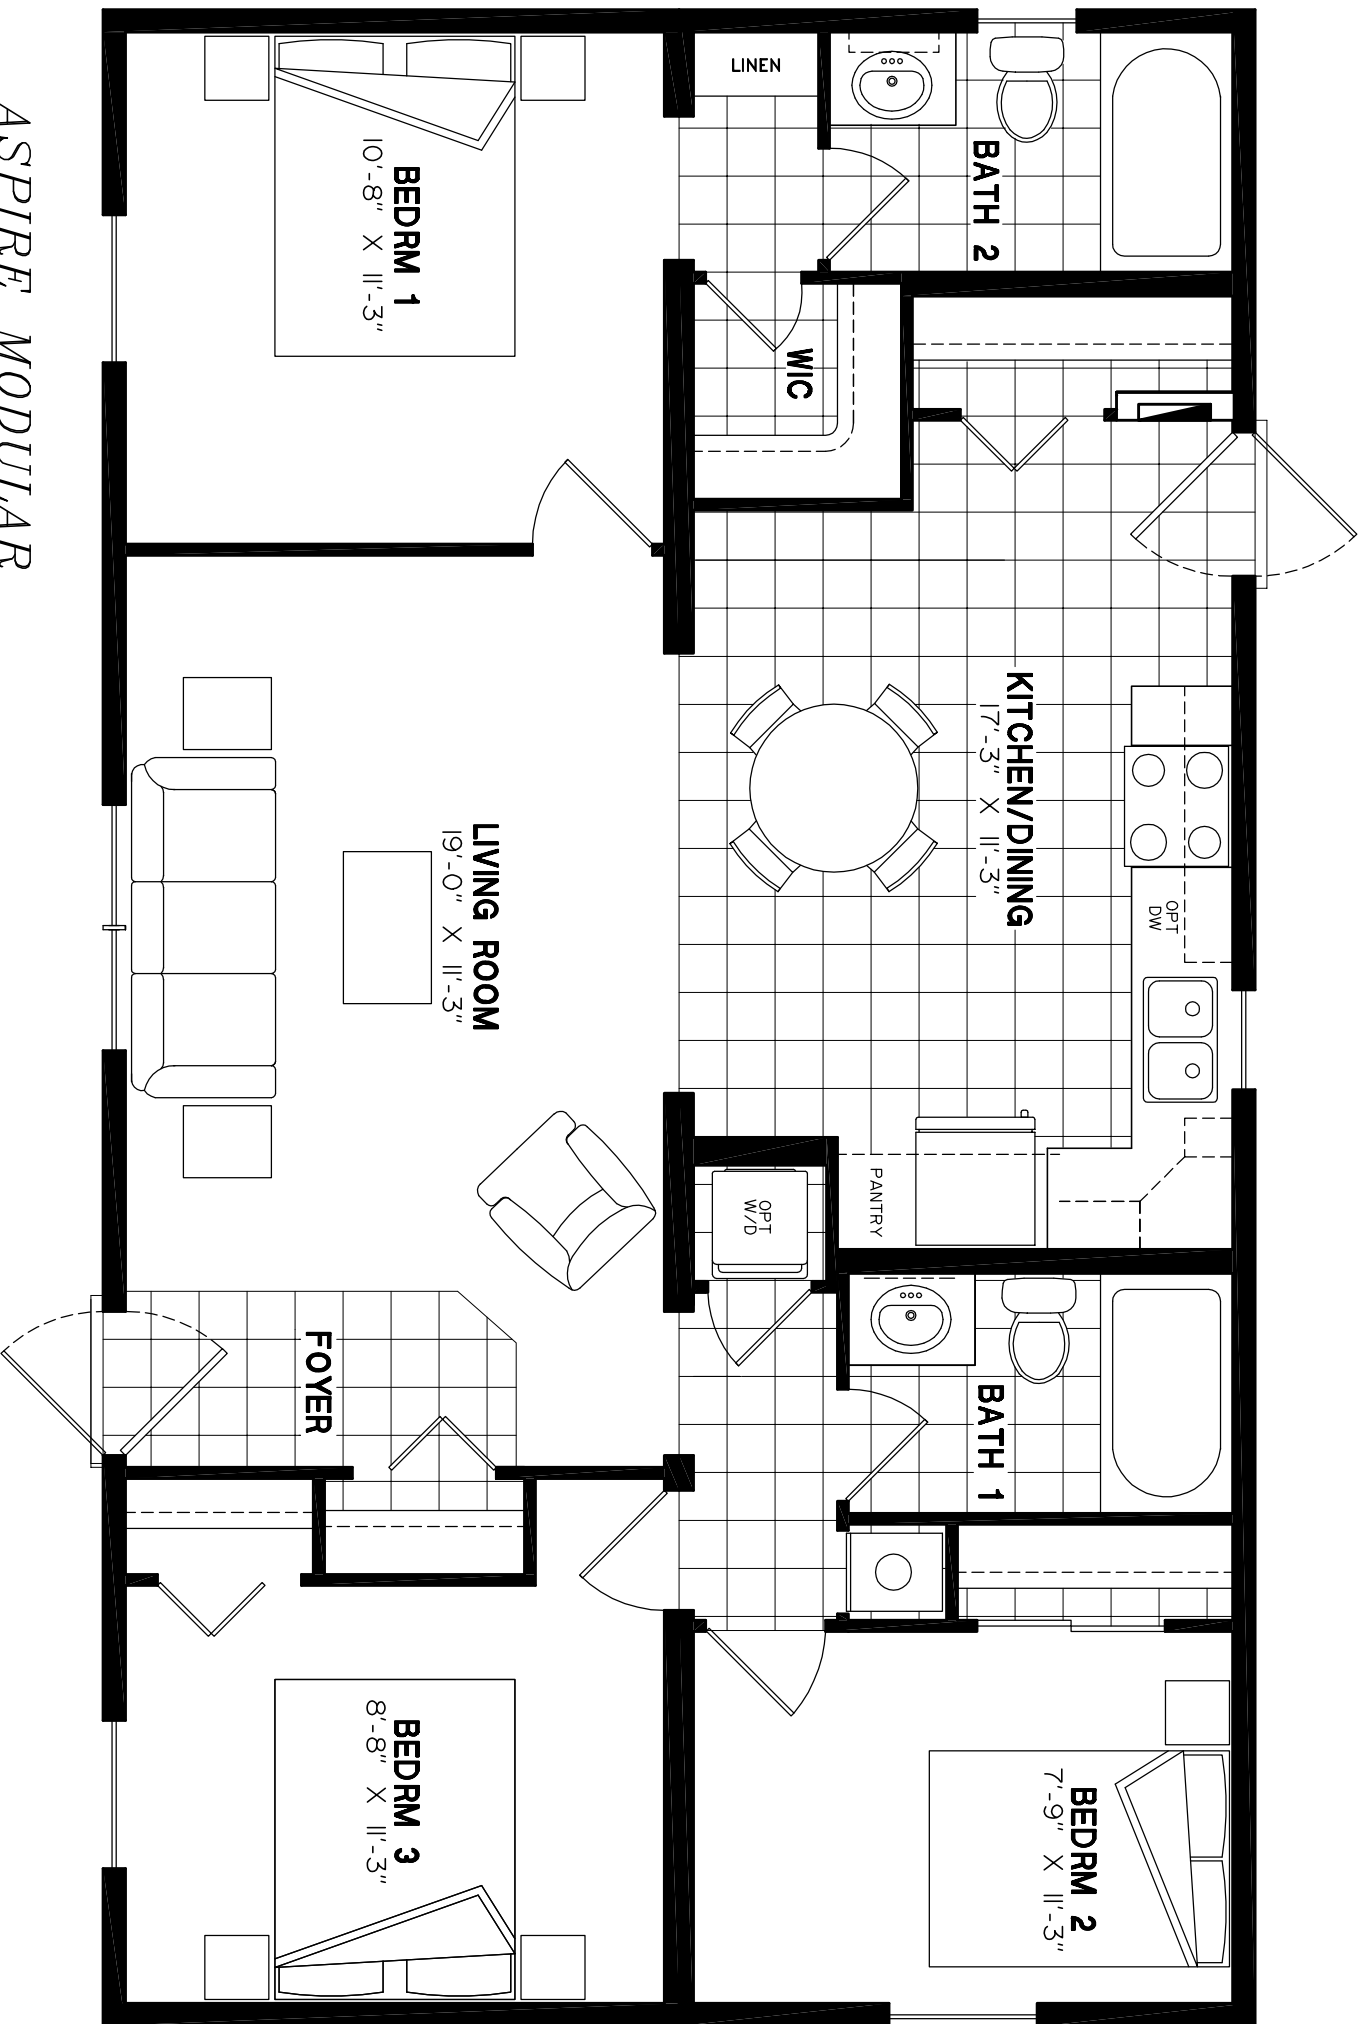 LINEN
BATH 2
BEDRM 1
10'-8" X 11'-3"
WIC
KITCHEN/DINING
17'-3" X 11'-3"
OPT
DW
LIVING ROOM
19'-0" X 11'-3"
PANTRY
OPT
W/D
FOYER
BATH 1
BEDRM 3
8'-8" X 11'-3"
BEDRM 2
7'-9" X 11'-3"
ASPIRE MODULAR